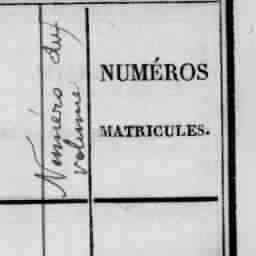 Numéro du
volume
NUMÉROS
MATRICULES.